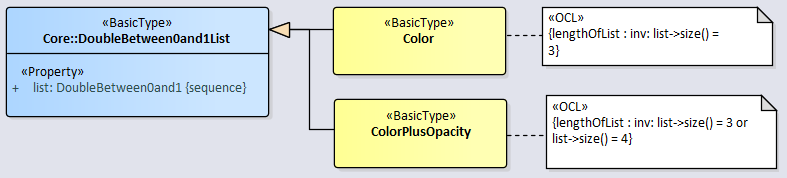 «BasicType»
Core::DoubleBetween0and1List
«Property»
+ list: DoubleBetween0and1 {sequence}
«BasicType»
Color
«OCL»
{lengthOfList : inv: list->size() =
3}
«BasicType»
ColorPlusOpacity
«OCL»
{lengthOfList : inv: list->size() = 3 or
list->size() = 4}